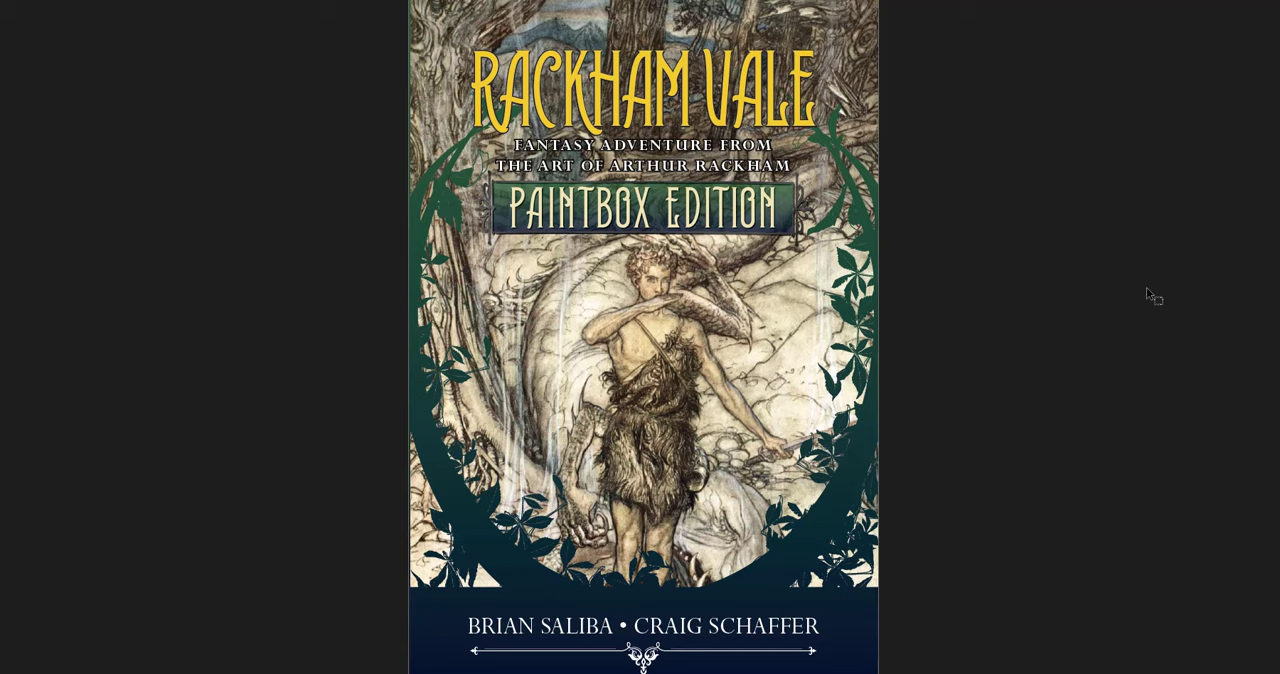 RACKHAM VALE
FANTASY ADVENTURE FROM
THE ART OF ARTHUR RACKHAM
PAINTBOX EDITION
BRIAN SALIBA • CRAIG SCHAFFER